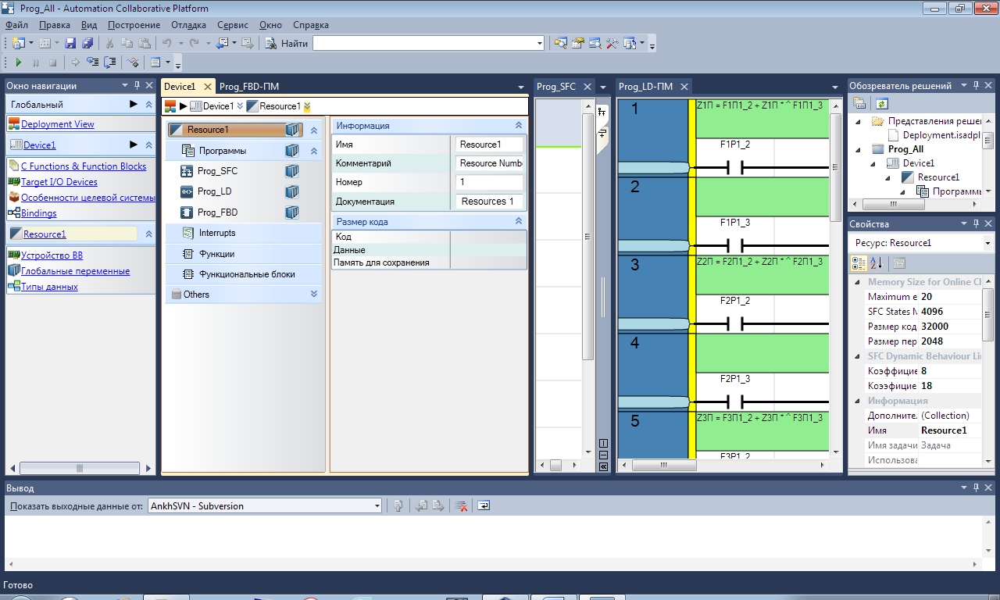 Prog_All - Automation Collaborative Platform
Файл Правка Вид Построение Отладка Сервис Окно Справка
Найти
Окно навигации
Глобальный
Deployment View
Device1
C Functions & Function Blocks
Target I/O Devices
Особенности целевой системы
Bindings
Resource1
Устройство ВВ
Глобальные переменные
Типы данных
Device1 Prog_FBD-ПМ
Device1 Resource1
Resource1
Программы
Prog_SFC
Prog_LD
Prog_FBD
Interrupts
Функции
Функциональные блоки
Others
Информация
Имя Resource1
Комментарий Resource Numbe
Номер 1
Документация Resources 1
Размер кода
Код
Данные
Память для сохранения
Prog_SFC
Prog_LD-ПМ
1 Z1П = F1П1_2 + Z1П * ^ F1П1_3
F1P1_2
2
F1P1_3
3 Z2П = F2П1_2 + Z2П * ^ F2П1_3
F2P1_2
4
F2P1_3
5 Z3П = F3П1_2 + Z3П * ^ F3П1_3
F3P1_2
Обозреватель решений
Представления реше
Deployment.isadpl
Prog_All
Device1
Resource1
Программы
Свойства
Ресурс: Resource1
Memory Size for Online Cl
Maximum e 20
SFC States M 4096
Размер код 32000
Размер пер 2048
SFC Dynamic Behaviour Li
Коэффицие 8
Коээфицие 18
Информация
Дополните. (Collection)
Имя Resource1
Имя задачи Задача
Использова
Вывод
Показать выходные данные от: AnkhSVN - Subversion
Готово